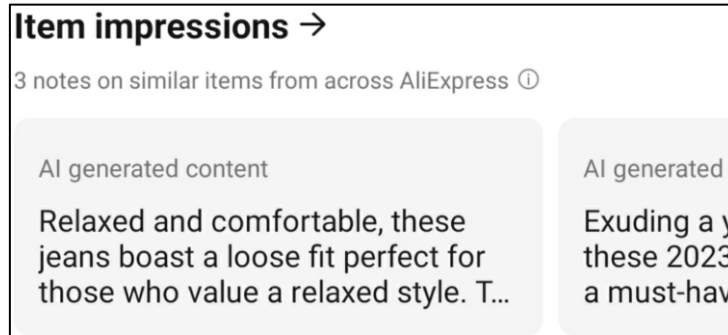 Item impressions →
3 notes on similar items from across AliExpress ⓘ
AI generated content
Relaxed and comfortable, these
jeans boast a loose fit perfect for
those who value a relaxed style. T...
AI generated
Exuding a
these 2023
a must-hav